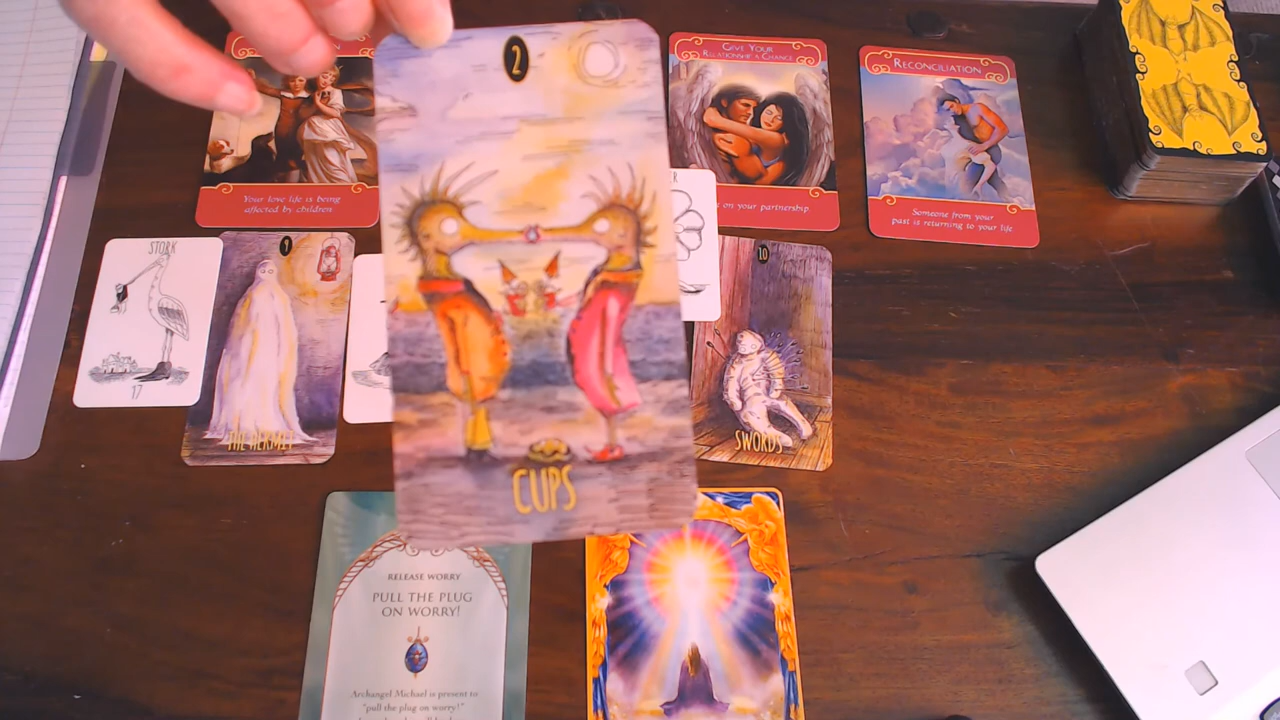 GIVE YOUR
RELATIONSHIP A CHANCE
RECONCILIATION
Your love life is being
affected by children
on your partnership.
Someone from your
past is returning to your life
2
CUPS
STORK
17
9
THE HERMIT
10
SWORDS
RELEASE WORRY
PULL THE PLUG
ON WORRY!
Archangel Michael is present to
"pull the plug on worry!"